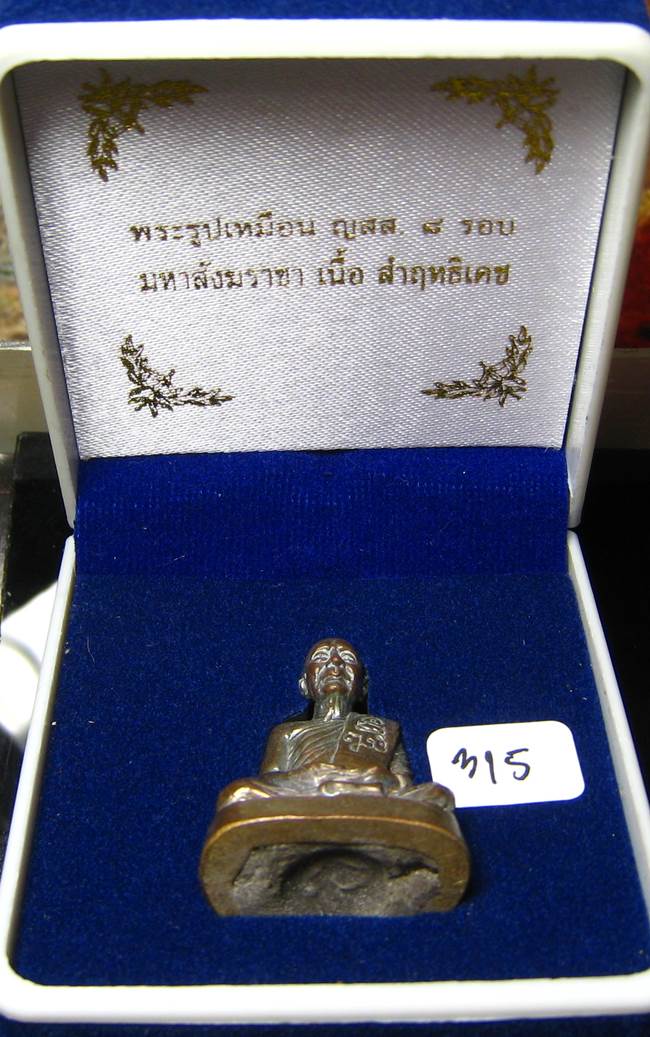 พระรูปเหมือน ญสส. ๘ รอบ
มหาสังฆราชา เนื้อ สำฤทธิเดช
315